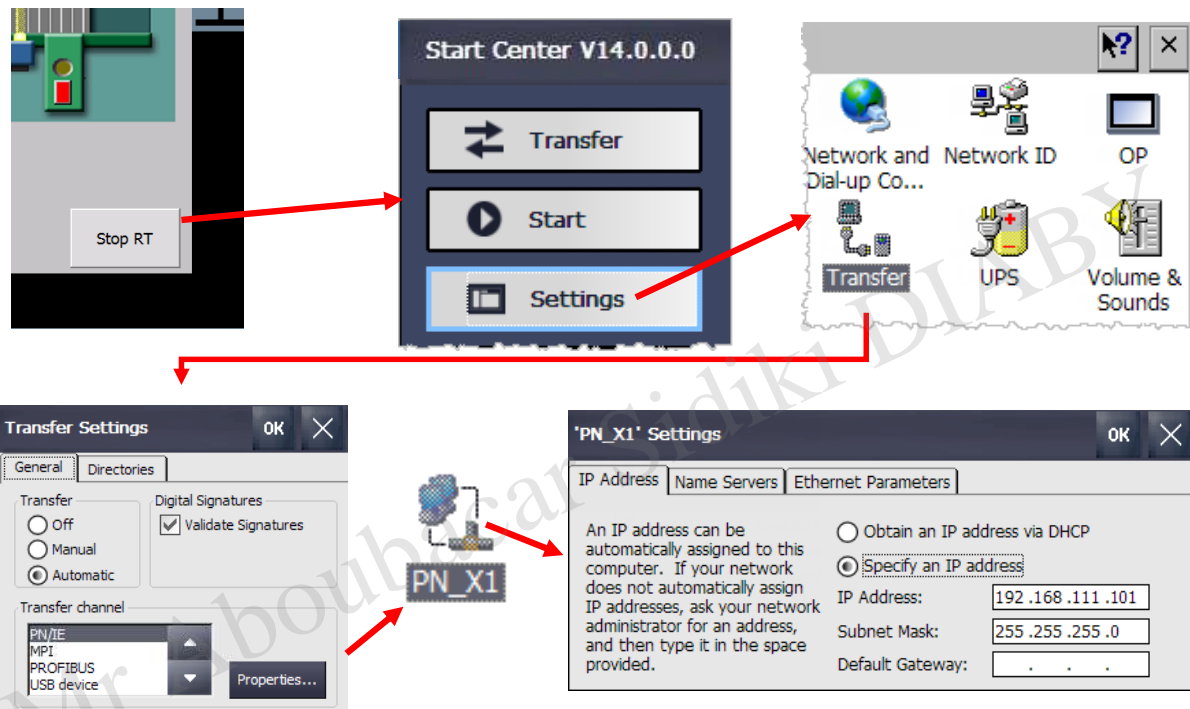 Stop RT
Start Center V14.0.0.0
Transfer
Start
Settings
Network and
Dial-up Co...
Network ID
OP
Transfer
UPS
Volume &
Sounds
Transfer Settings
OK
General
Directories
Transfer
Off
Manual
Automatic
Digital Signatures
Validate Signatures
Transfer channel
PN/IE
MPI
PROFIBUS
USB device
Properties...
PN_X1
'PN_X1' Settings
OK
IP Address
Name Servers
Ethernet Parameters
An IP address can be
automatically assigned to this
computer. If your network
does not automatically assign
IP addresses, ask your network
administrator for an address,
and then type it in the space
provided.
Obtain an IP address via DHCP
Specify an IP address
IP Address: 192.168.111.101
Subnet Mask: 255.255.255.0
Default Gateway: . . .
Mr Aboubacar Sidiki DIABY